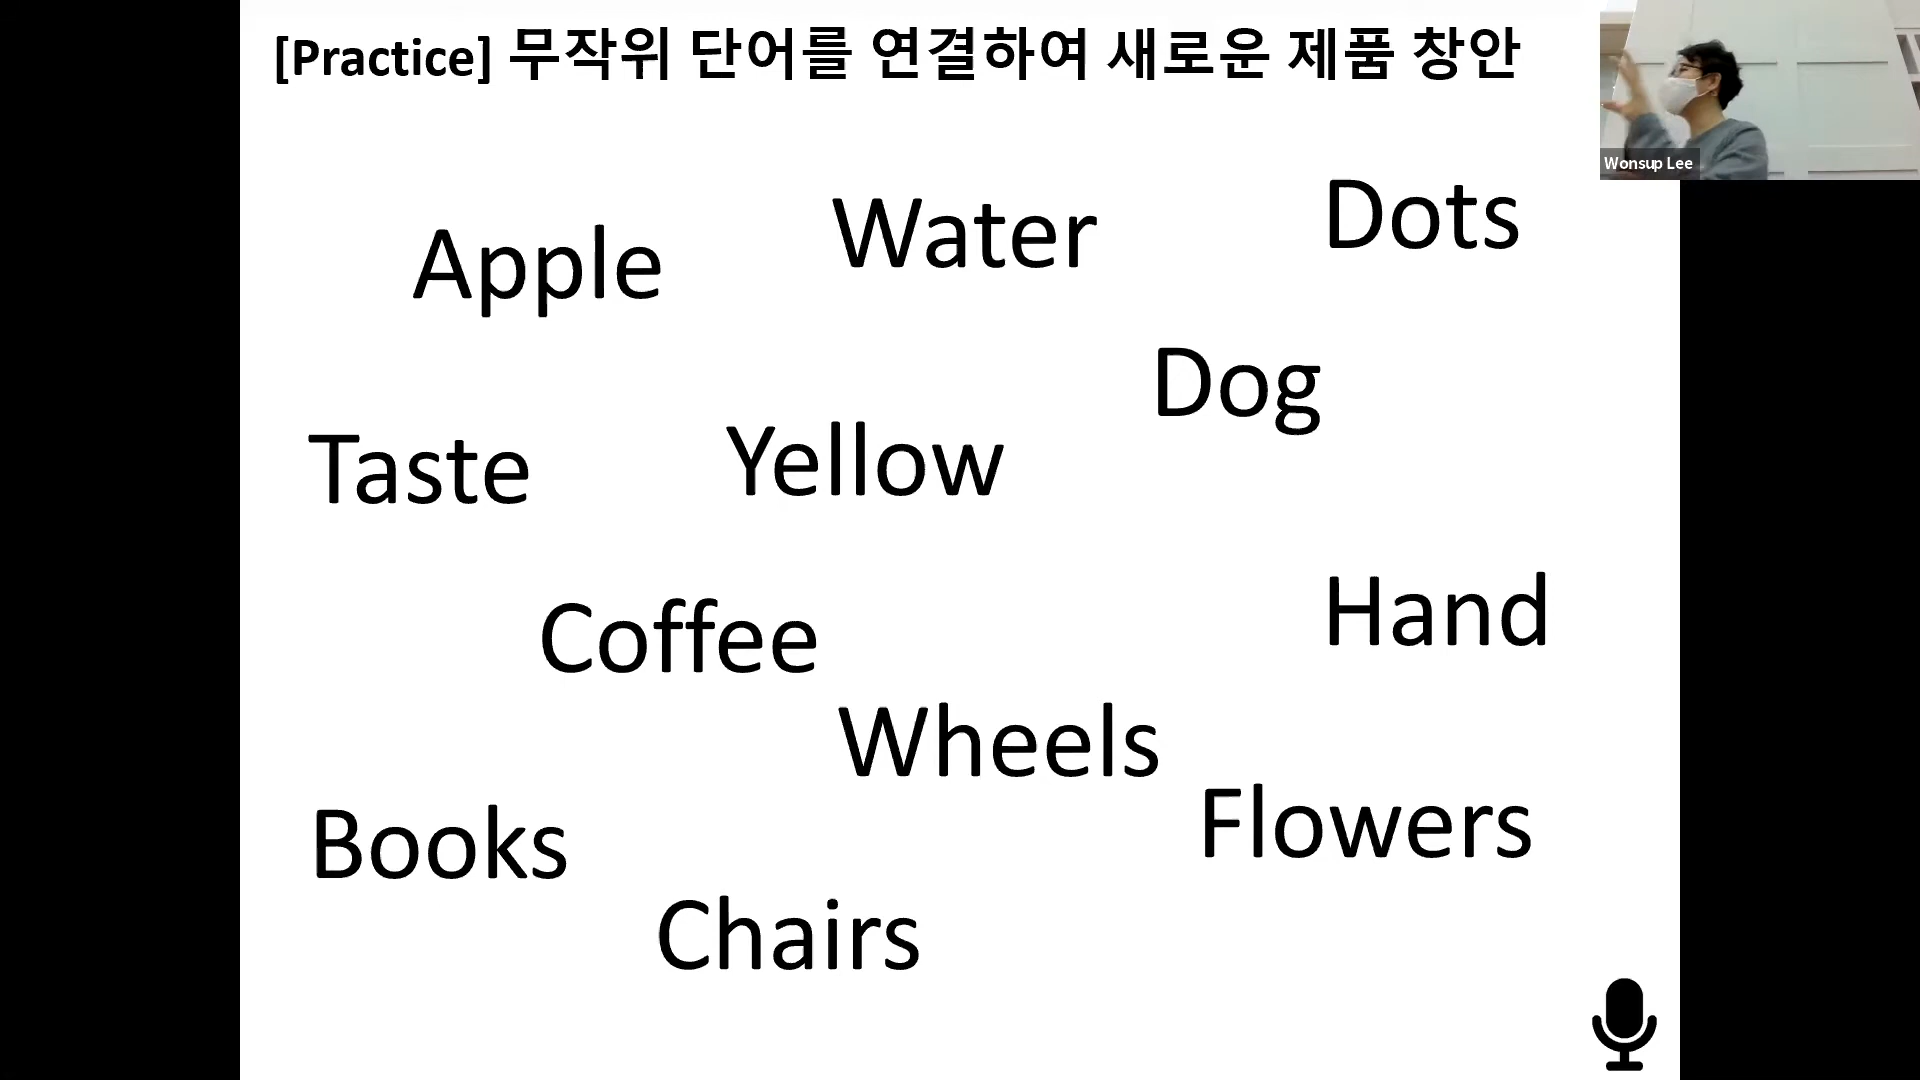 [Practice] 무작위 단어를 연결하여 새로운 제품 창안
Wonsup Lee
Apple
Water
Dots
Dog
Taste
Yellow
Coffee
Hand
Wheels
Books
Flowers
Chairs